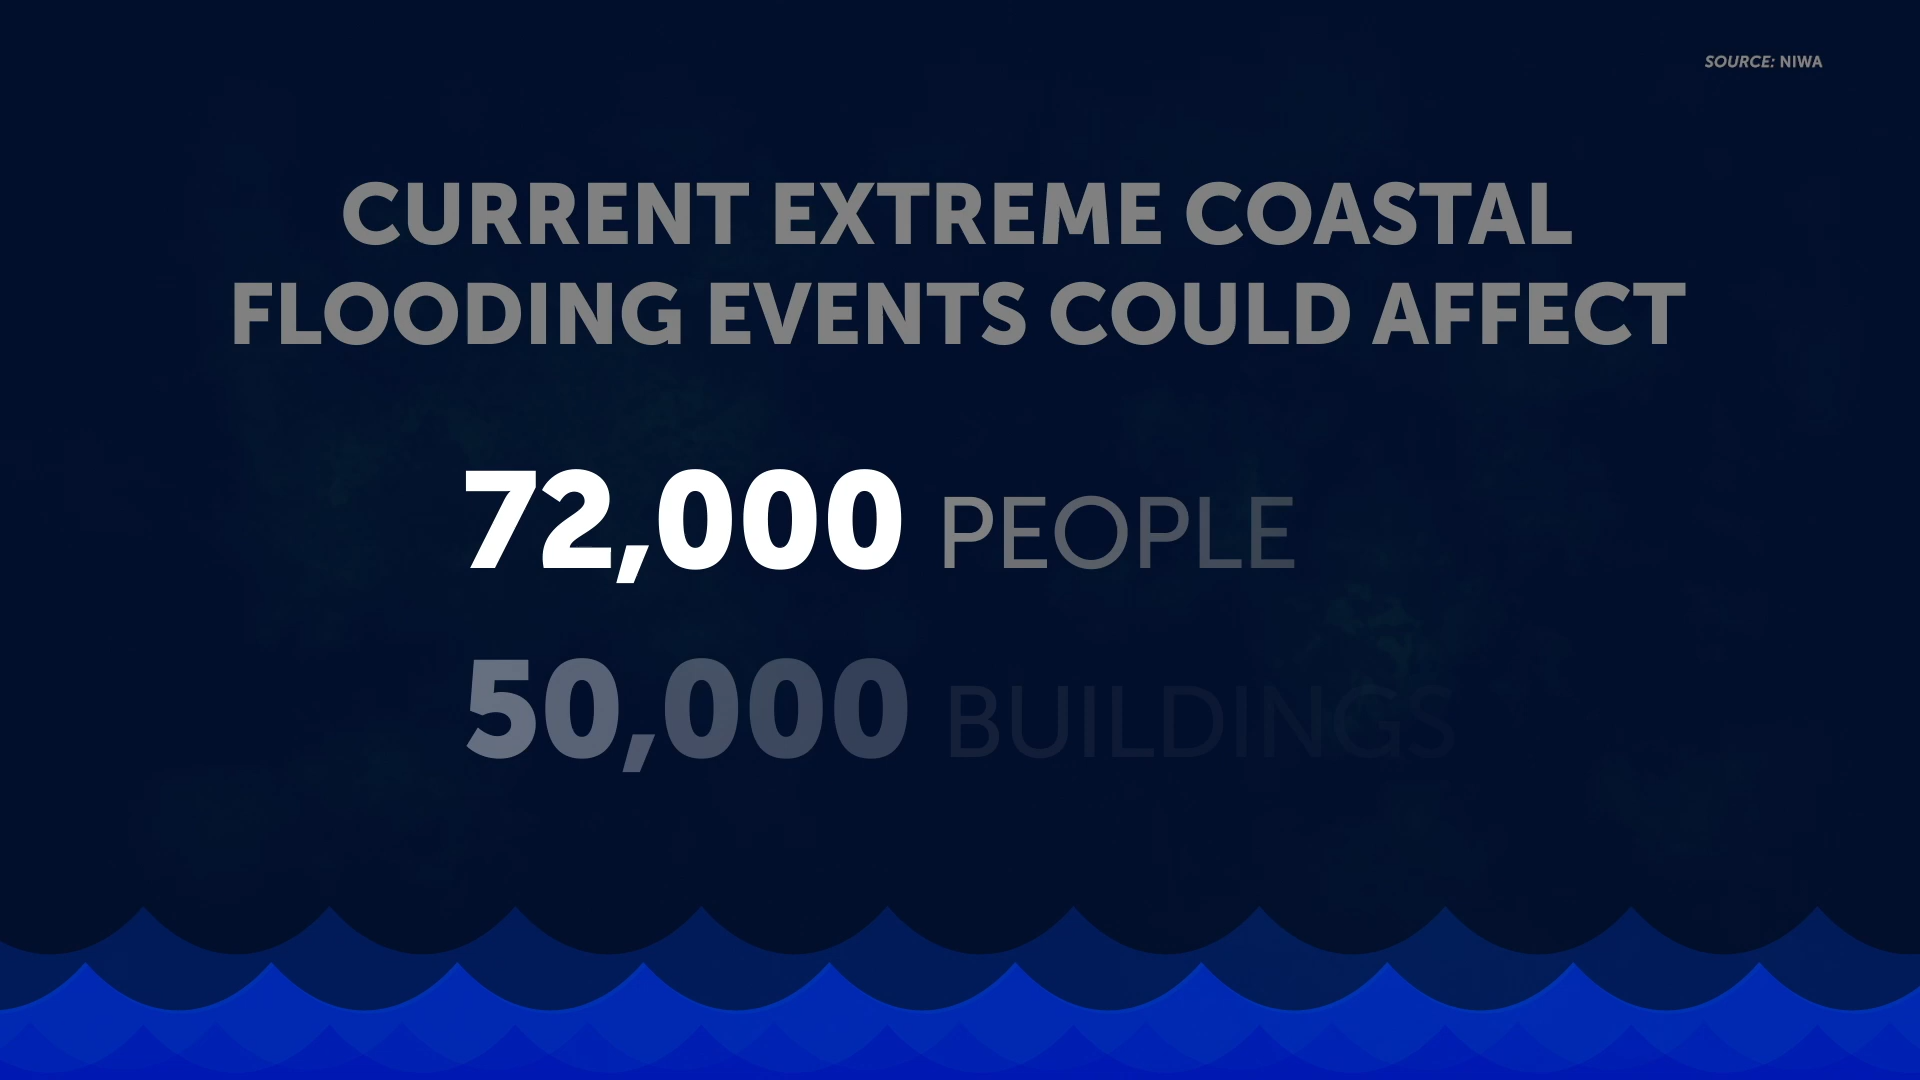 SOURCE: NIWA
CURRENT EXTREME COASTAL
FLOODING EVENTS COULD AFFECT
72,000 PEOPLE
50,000 BUILDINGS